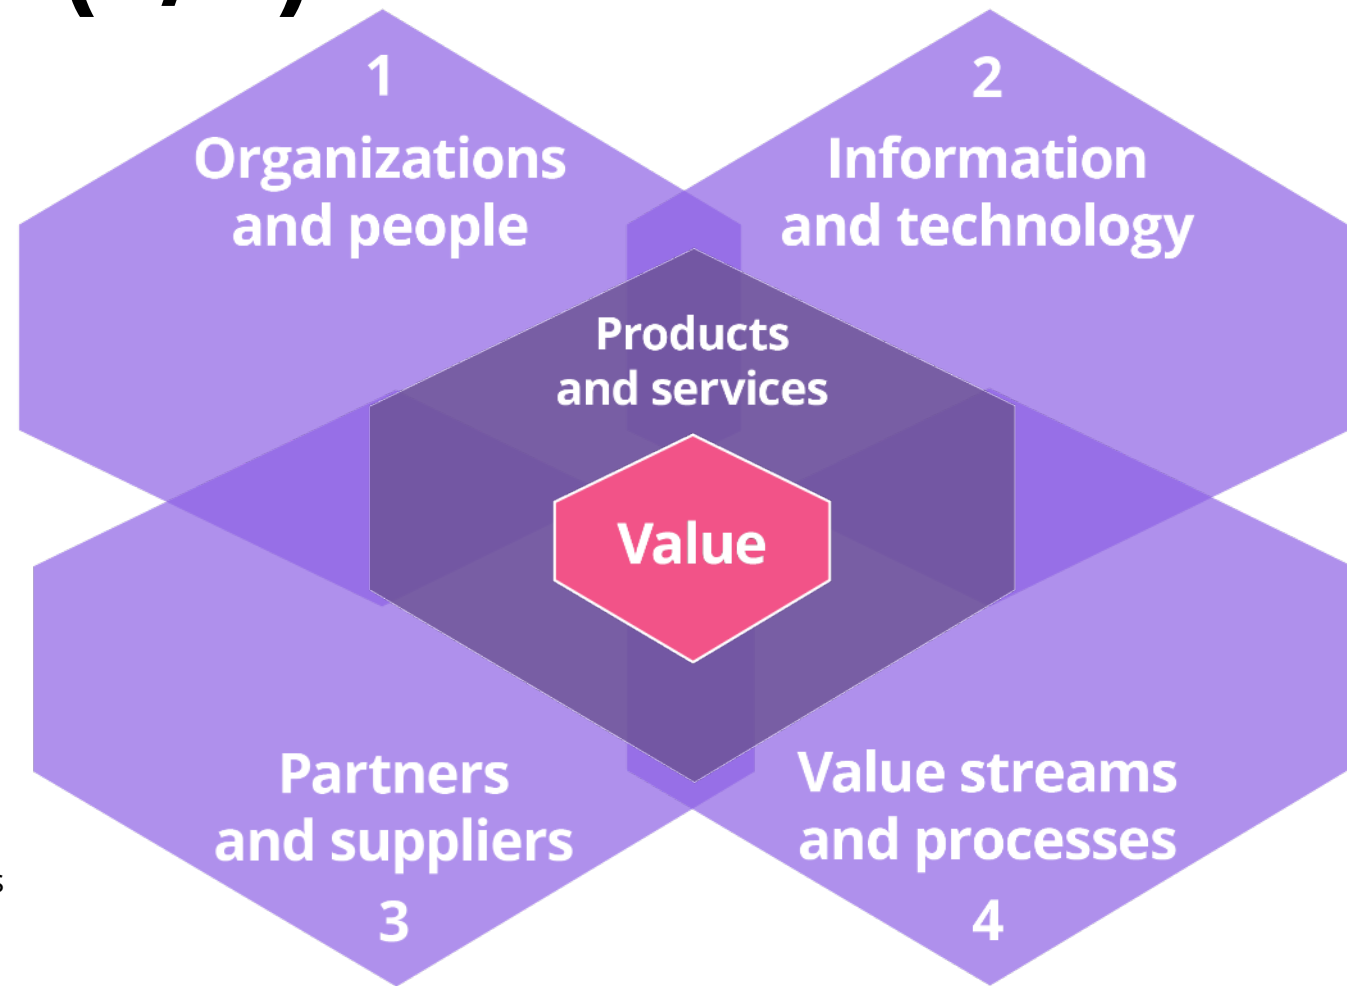 1
Organizations
and people
2
Information
and technology
Products
and services
Value
Partners
and suppliers
3
Value streams
and processes
4